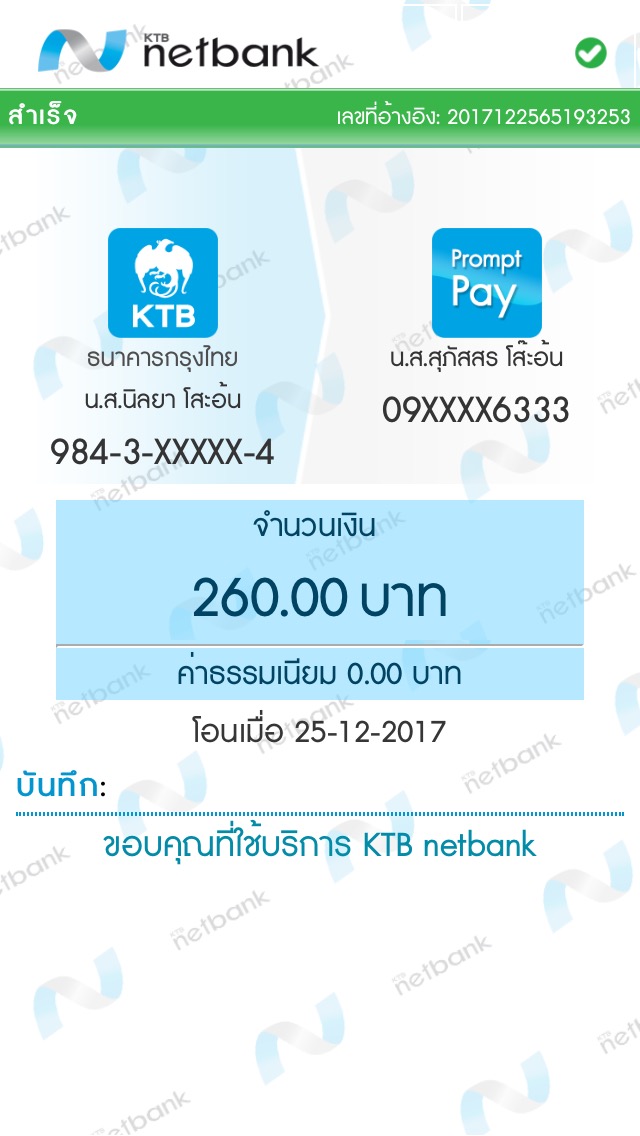 KTB
netbank
สำเร็จ
เลขที่อ้างอิง: 2017122565193253
KTB
ธนาคารกรุงไทย
น.ส.นิลยา โสะอ้น
984-3-XXXXX-4
Prompt
Pay
น.ส.สุภัสสร โส๊ะอ้น
09XXXX6333
จำนวนเงิน
260.00 บาท
ค่าธรรมเนียม 0.00 บาท
โอนเมื่อ 25-12-2017
บันทึก:
ขอบคุณที่ใช้บริการ KTB netbank